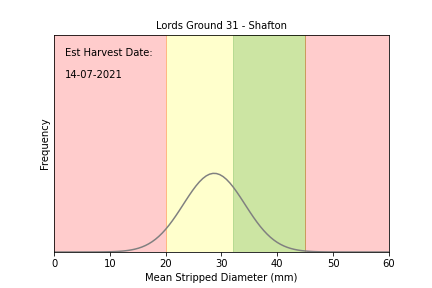 Lords Ground 31 - Shafton
Est Harvest Date:
14-07-2021
Frequency
0 10 20 30 40 50 60
Mean Stripped Diameter (mm)